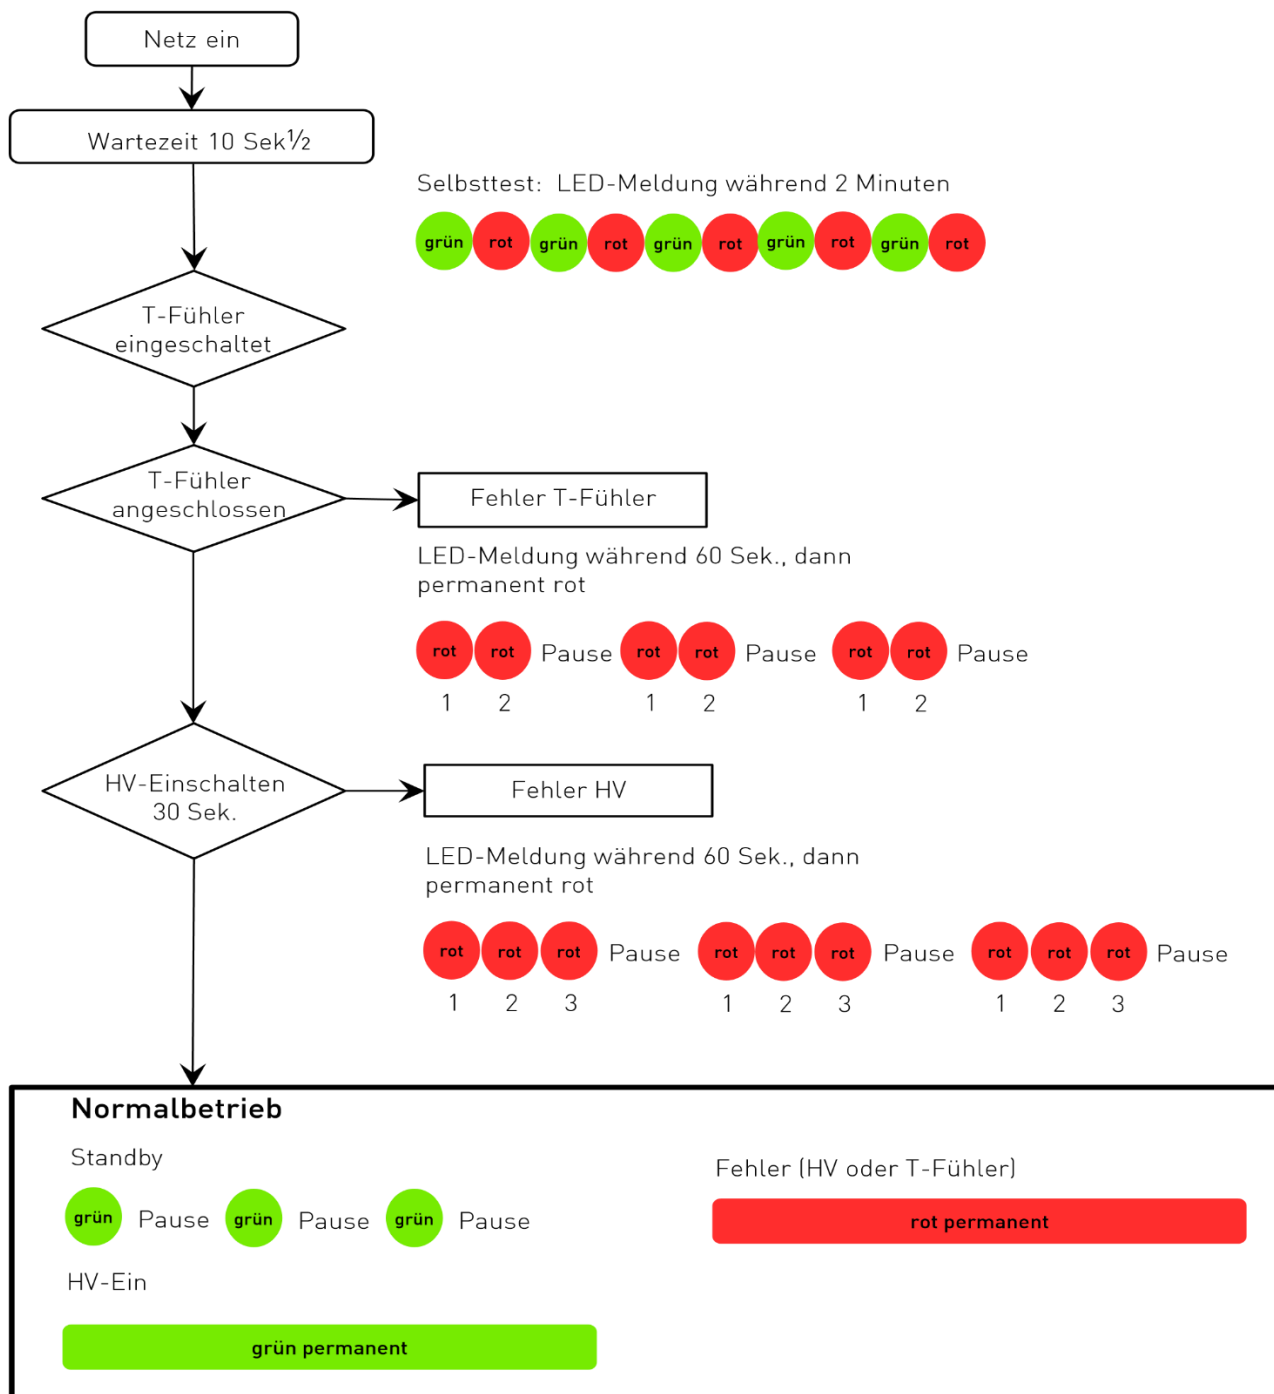 Netz ein
Wartezeit 10 Sek½
Selbsttest: LED-Meldung während 2 Minuten
grün rot grün rot grün rot grün rot grün rot
T-Fühler
eingeschaltet
T-Fühler
angeschlossen
Fehler T-Fühler
LED-Meldung während 60 Sek., dann
permanent rot
rot rot Pause rot rot Pause rot rot Pause
1 2 1 2 1 2
HV-Einschalten
30 Sek.
Fehler HV
LED-Meldung während 60 Sek., dann
permanent rot
rot rot rot Pause rot rot rot Pause rot rot rot Pause
1 2 3 1 2 3 1 2 3
Normalbetrieb
Standby
grün Pause grün Pause grün Pause
HV-Ein
grün permanent
Fehler (HV oder T-Fühler)
rot permanent